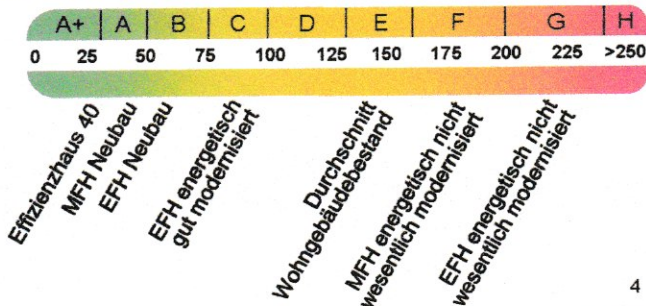 A+ A B C D E F G H
0 25 50 75 100 125 150 175 200 225 >250
Effizienzhaus 40
MFH Neubau
EFH Neubau
EFH energetisch
gut modernisiert
Durchschnitt
Wohngebäudebestand
MFH energetisch nicht
wesentlich modernisiert
EFH energetisch nicht
wesentlich modernisiert
4